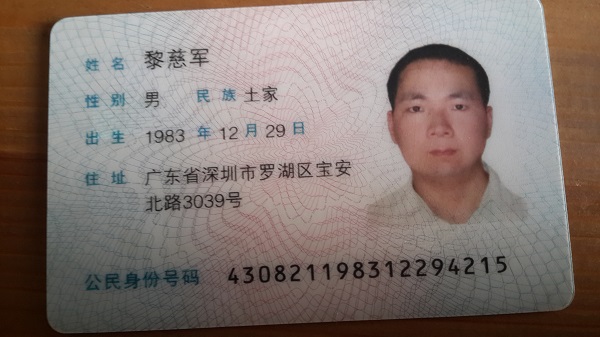 姓名 黎慈军
性别 男 民族 土家
出生 1983 年 12 月 29 日
住址 广东省深圳市罗湖区宝安
北路3039号
公民身份号码 430821198312294215